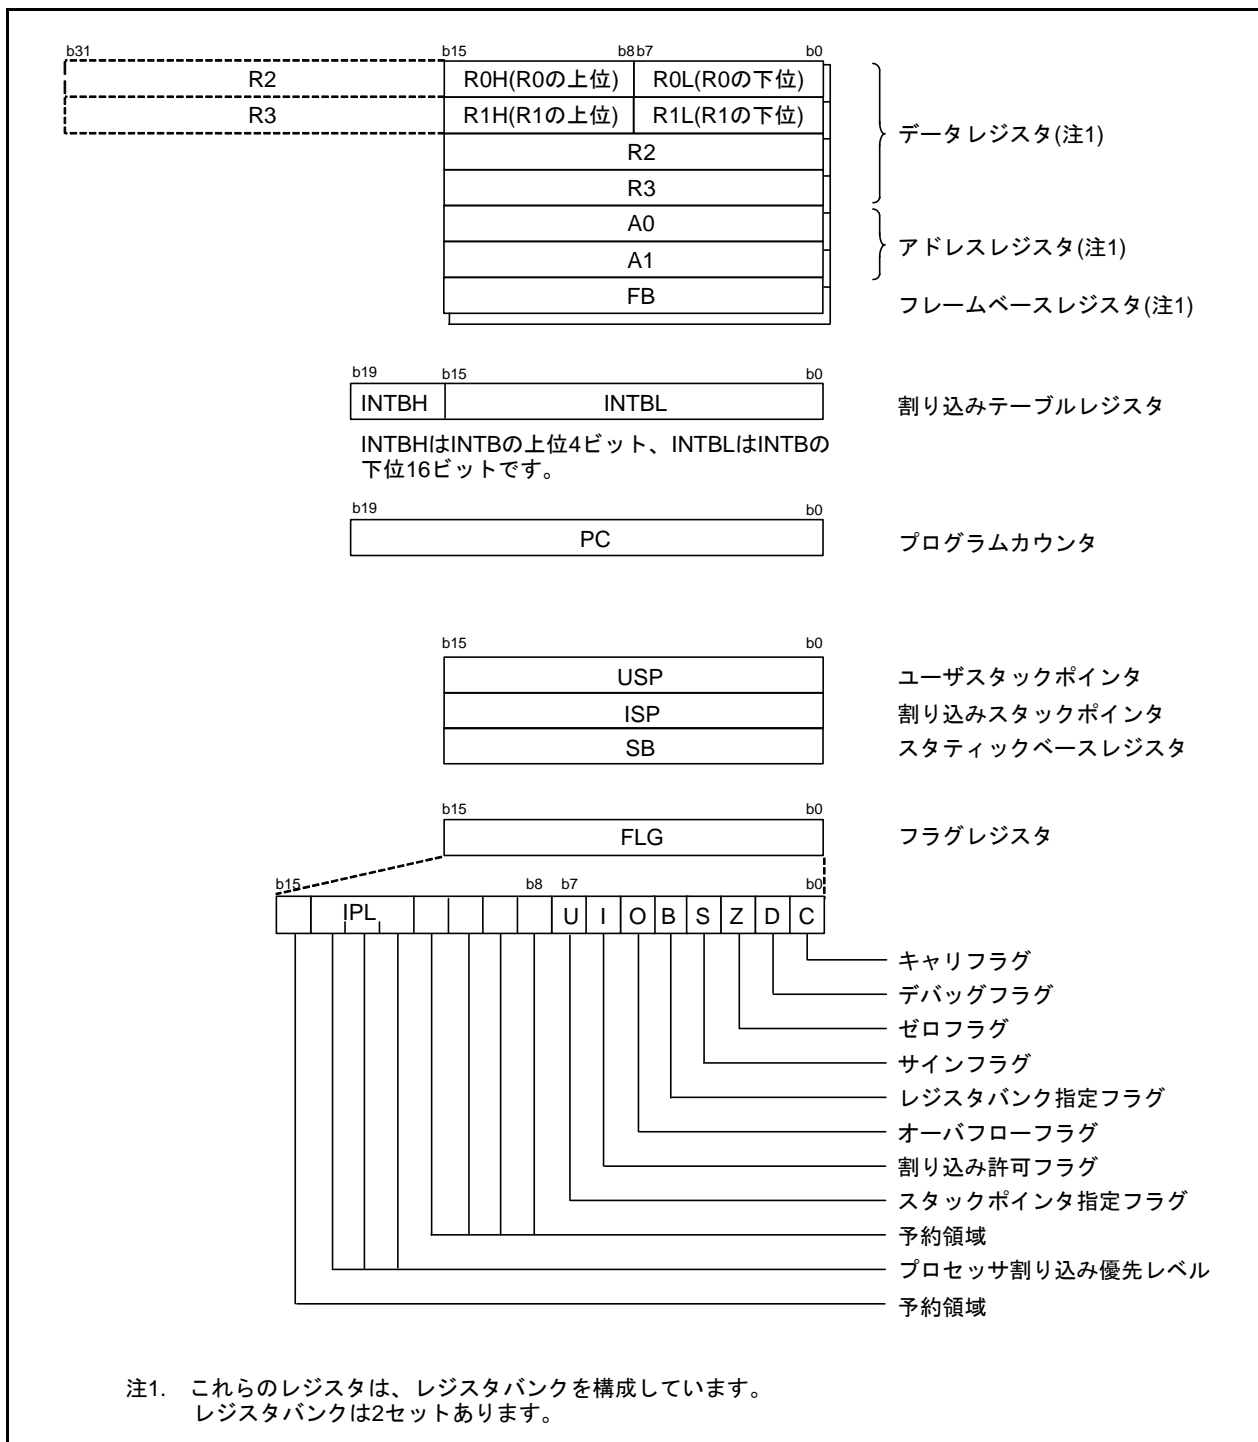 b31 b15 b8 b7 b0
R2 R0H(R0の上位) R0L(R0の下位)
R3 R1H(R1の上位) R1L(R1の下位)
データレジスタ(注1)
R2
R3
A0
アドレスレジスタ(注1)
A1
FB フレームベースレジスタ(注1)
b19 b15 b0
INTBH INTBL 割り込みテーブルレジスタ
INTBHはINTBの上位4ビット、INTBLはINTBの
下位16ビットです。
b19 b0
PC プログラムカウンタ
b15 b0
USP ユーザスタックポインタ
ISP 割り込みスタックポインタ
SB スタティックベースレジスタ
b15 b0
FLG フラグレジスタ
b15 b8 b7 b0
IPL U I O B S Z D C
キャリフラグ
デバッグフラグ
ゼロフラグ
サインフラグ
レジスタバンク指定フラグ
オーバフローフラグ
割り込み許可フラグ
スタックポインタ指定フラグ
予約領域
プロセッサ割り込み優先レベル
予約領域
注1. これらのレジスタは、レジスタバンクを構成しています。
レジスタバンクは2セットあります。